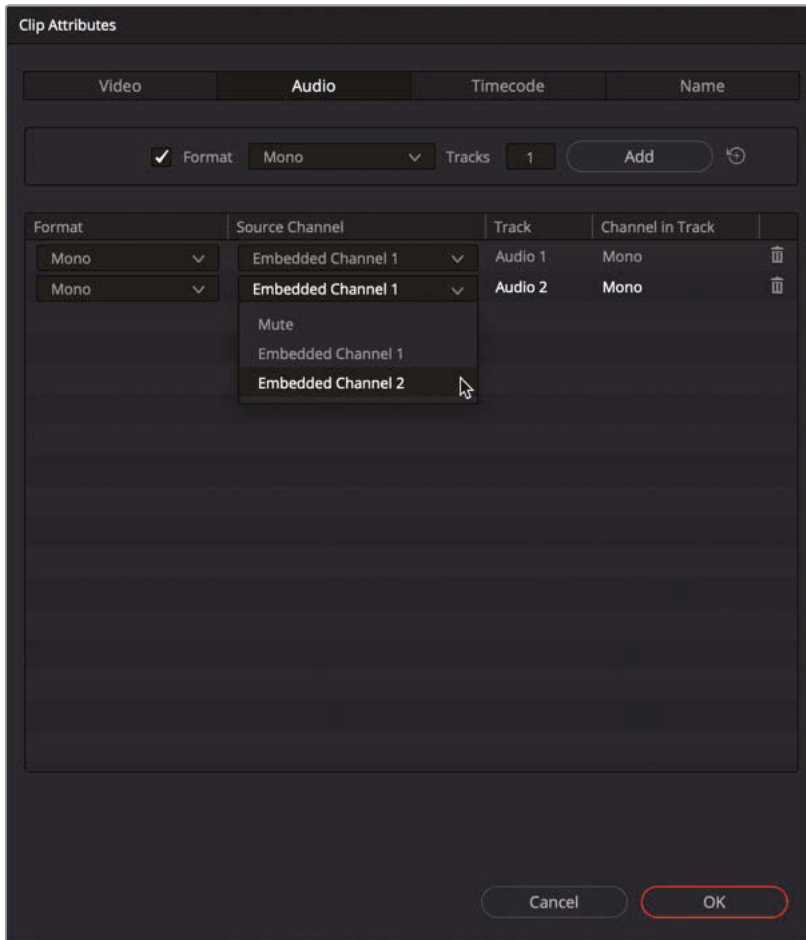 Clip Attributes
Video Audio Timecode Name
Format Mono Tracks 1 Add
Format Source Channel Track Channel in Track
Mono Embedded Channel 1 Audio 1 Mono
Mono Embedded Channel 1 Audio 2 Mono
Mute
Embedded Channel 1
Embedded Channel 2
Cancel OK